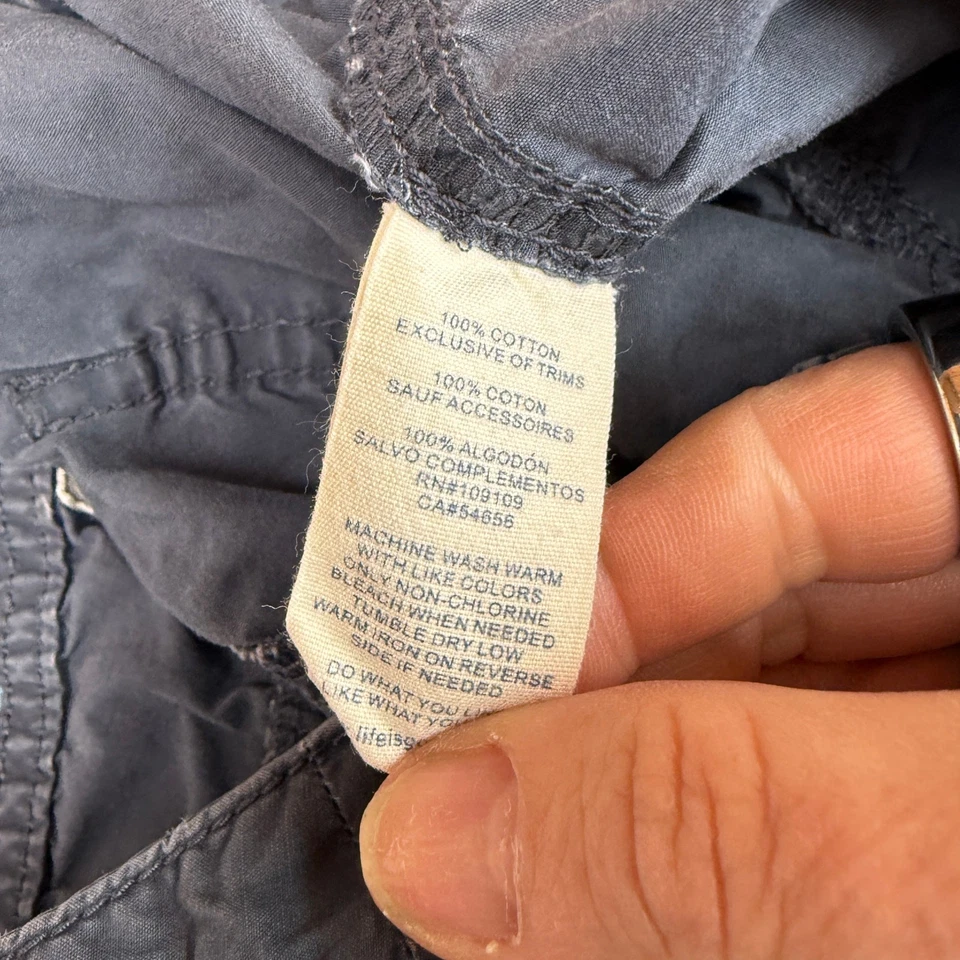 100% COTTON
EXCLUSIVE OF TRIMS
100% COTON
SAUF ACCESSOIRES
100% ALGODÓN
SALVO COMPLEMENTOS
RN#109109
CA#54656
MACHINE WASH WARM
WITH LIKE COLORS
ONLY NON-CHLORINE
BLEACH WHEN NEEDED
TUMBLE DRY LOW
WARM IRON ON REVERSE
SIDE IF NEEDED
DO WHAT YOU
LIKE WHAT